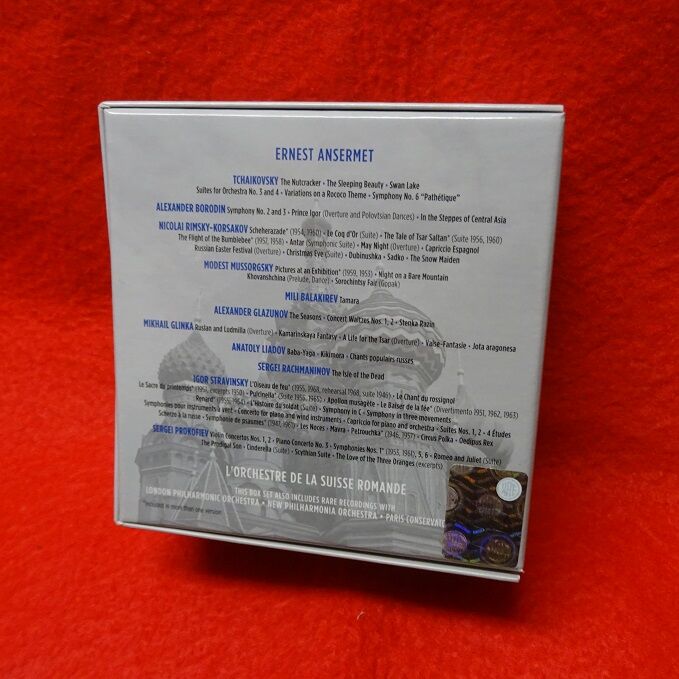 ERNEST ANSERMET
TCHAIKOVSKY The Nutcracker • The Sleeping Beauty • Swan Lake
Suites for Orchestra No. 3 and 4 • Variations on a Rococo Theme • Symphony No. 6 "Pathétique"
ALEXANDER BORODIN Symphony No. 2 and 3 • Prince Igor (Overture and Polovtsian Dances) • In the Steppes of Central Asia
NICOLAI RIMSKY-KORSAKOV Scheherazade* (1954, 1960) • Le Coq d'Or (Suite) • The Tale of Tsar Saltan* (Suite 1956, 1960)
The Flight of the Bumblebee* (1957, 1958) • Antar (Symphonic Suite) • May Night (Overture) • Capriccio Espagnol
Russian Easter Festival (Overture) • Christmas Eve (Suite) • Dubinushka • Sadko • The Snow Maiden
MODEST MUSSORGSKY Pictures at an Exhibition* (1959, 1953) • Night on a Bare Mountain
Khovanshchina (Prelude, Dance) • Sorochintsy Fair (Gopak)
MILI BALAKIREV Tamara
ALEXANDER GLAZUNOV The Seasons • Concert Waltzes Nos. 1, 2 • Stenka Razin
MIKHAIL GLINKA Ruslan and Ludmilla (Overture) • Kamarinskaya Fantasy • A Life for the Tsar (Overture) • Valse-Fantasie • Jota aragonesa
ANATOLY LIADOV Baba-Yaga • Kikimora • Chants populairs russes
SERGEI RACHMANINOV The Isle of the Dead
IGOR STRAVINSKY L'Oiseau de feu* (1955, 1968, rehearsal 1968, suite 1946) • Le Chant du rossignol
Le Sacre du printemps* (1957, excerpts 1950) • Pulcinella* (Suite 1956, 1965) • Apollon musagète • Le Baiser de la fée* (Divertimento 1951, 1962, 1963)
Renard* (1955, 1964) • L'Histoire du soldat (Suite) • Symphony in C • Symphony in three movements
Symphonies pour instruments à vent • Concerto for piano and wind instruments • Capriccio for piano and orchestra • Suites Nos. 1, 2 • 4 Études
Scherzo à la russe • Symphonie de psaumes* (1947, 1961) • Les Noces • Mavra • Petrouchka* (1946, 1957) • Circus Polka • Oedipus Rex
SERGEI PROKOFIEV Violin Concertos Nos. 1, 2 • Piano Concerto No. 3 • Symphonies Nos. 1* (1953, 1961), 5, 6 • Romeo and Juliet (Suite)
The Prodigal Son • Cinderella (Suite) • Scythian Suite • The Love of the Three Oranges (excerpts)
L'ORCHESTRE DE LA SUISSE ROMANDE
THIS BOX SET ALSO INCLUDES RARE RECORDINGS WITH
LONDON PHILHARMONIC ORCHESTRA • NEW PHILHARMONIA ORCHESTRA • PARIS CONSERVAT
*included in more than one version